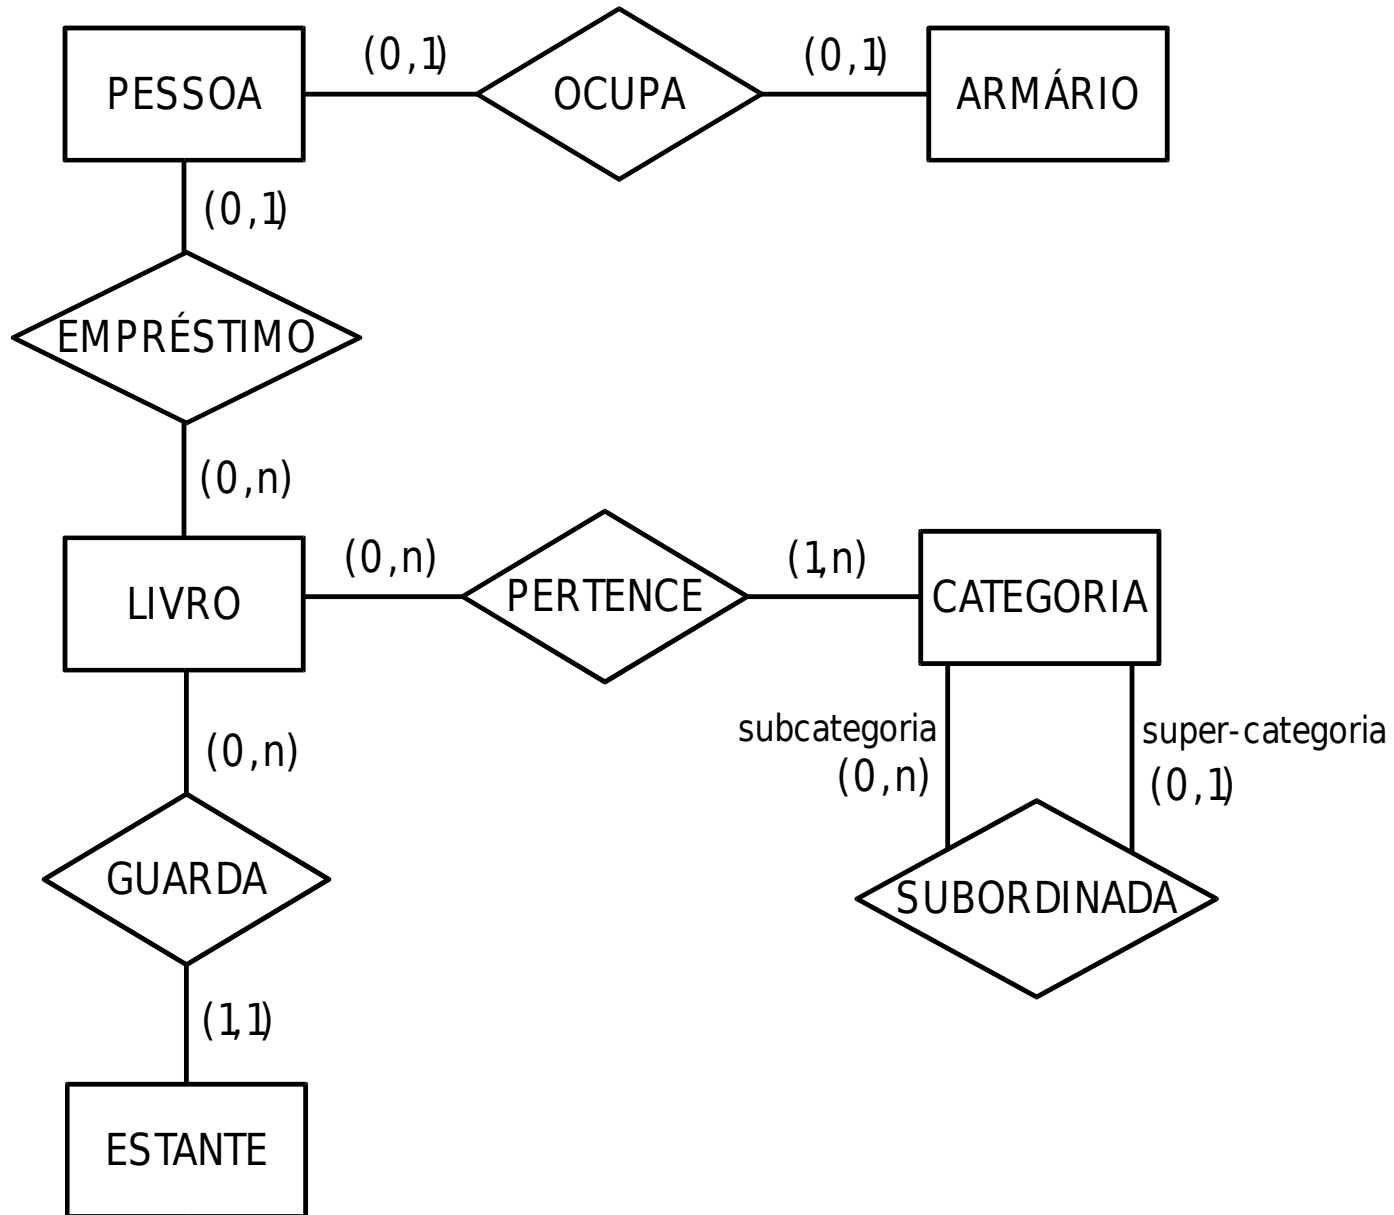 (0,1)
(0,1)
PESSOA
OCUPA
ARMÁRIO
(0,1)
EMPRÉSTIMO
(0,n)
(0,n)
(1,n)
LIVRO
PERTENCE
CATEGORIA
subcategoria
(0,n)
super-categoria
(0,1)
(0,n)
GUARDA
SUBORDINADA
(1,1)
ESTANTE